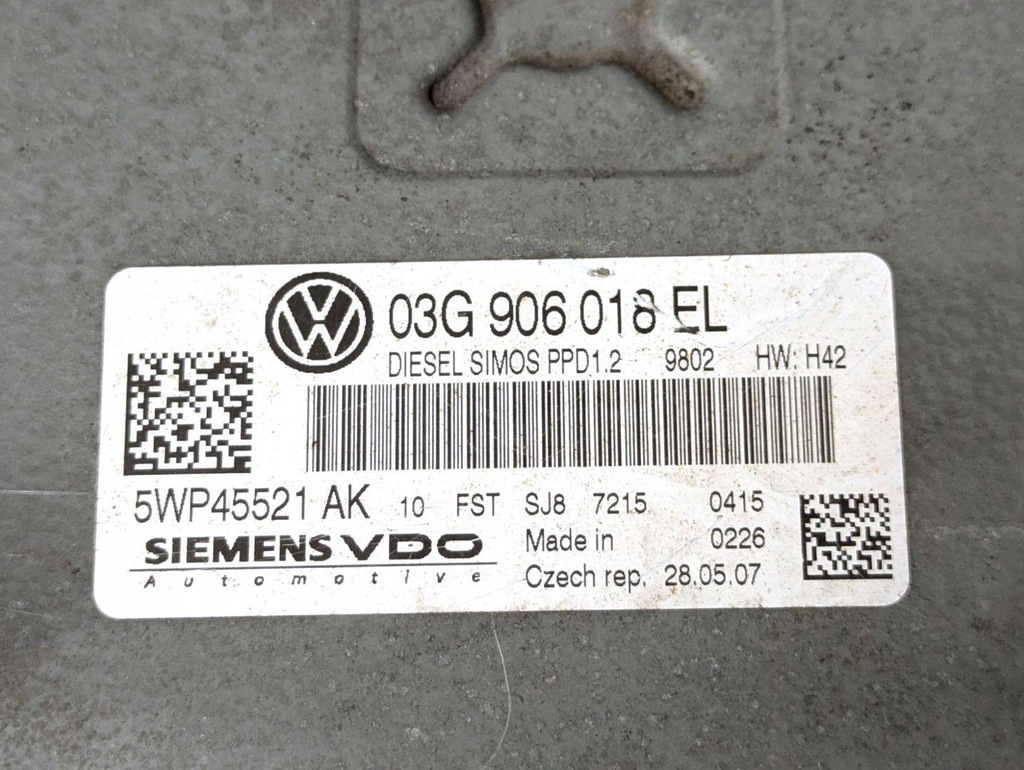 03G 906 018 EL
DIESEL SIMOS PPD1.2 9802 HW: H42
5WP45521 AK 10 FST SJ8 7215 0415
SIEMENS VDO Made in 0226
Automotive Czech rep. 28.05.07